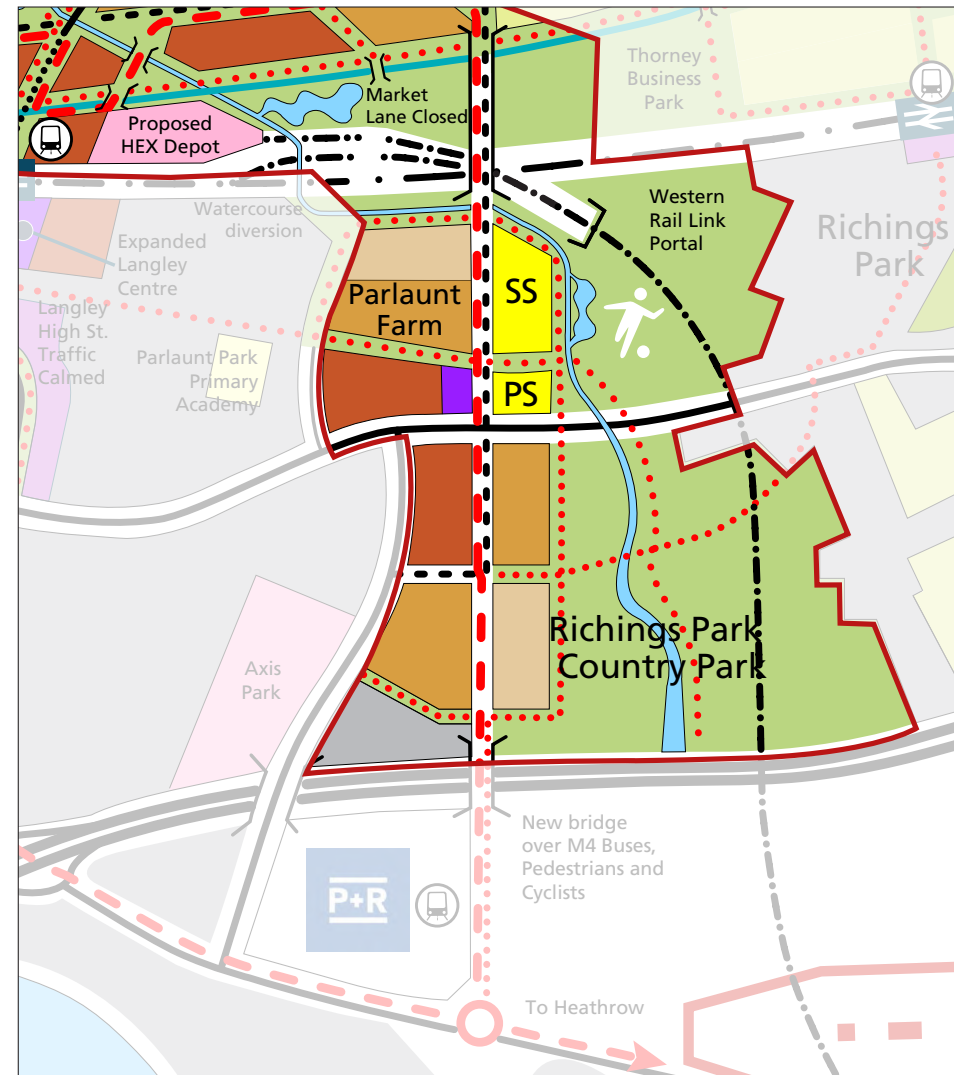 Thorney
Business
Park
Market
Lane Closed
Proposed
HEX Depot
Western
Rail Link
Portal
Watercourse
diversion
Richings
Park
Expanded
Langley
Centre
SS
Parlaunt
Farm
Langley
High St.
Traffic
Calmed
Parlaunt Park
Primary
Academy
PS
Richings Park
Country Park
Axis
Park
New bridge
over M4 Buses,
Pedestrians and
Cyclists
P+R
To Heathrow